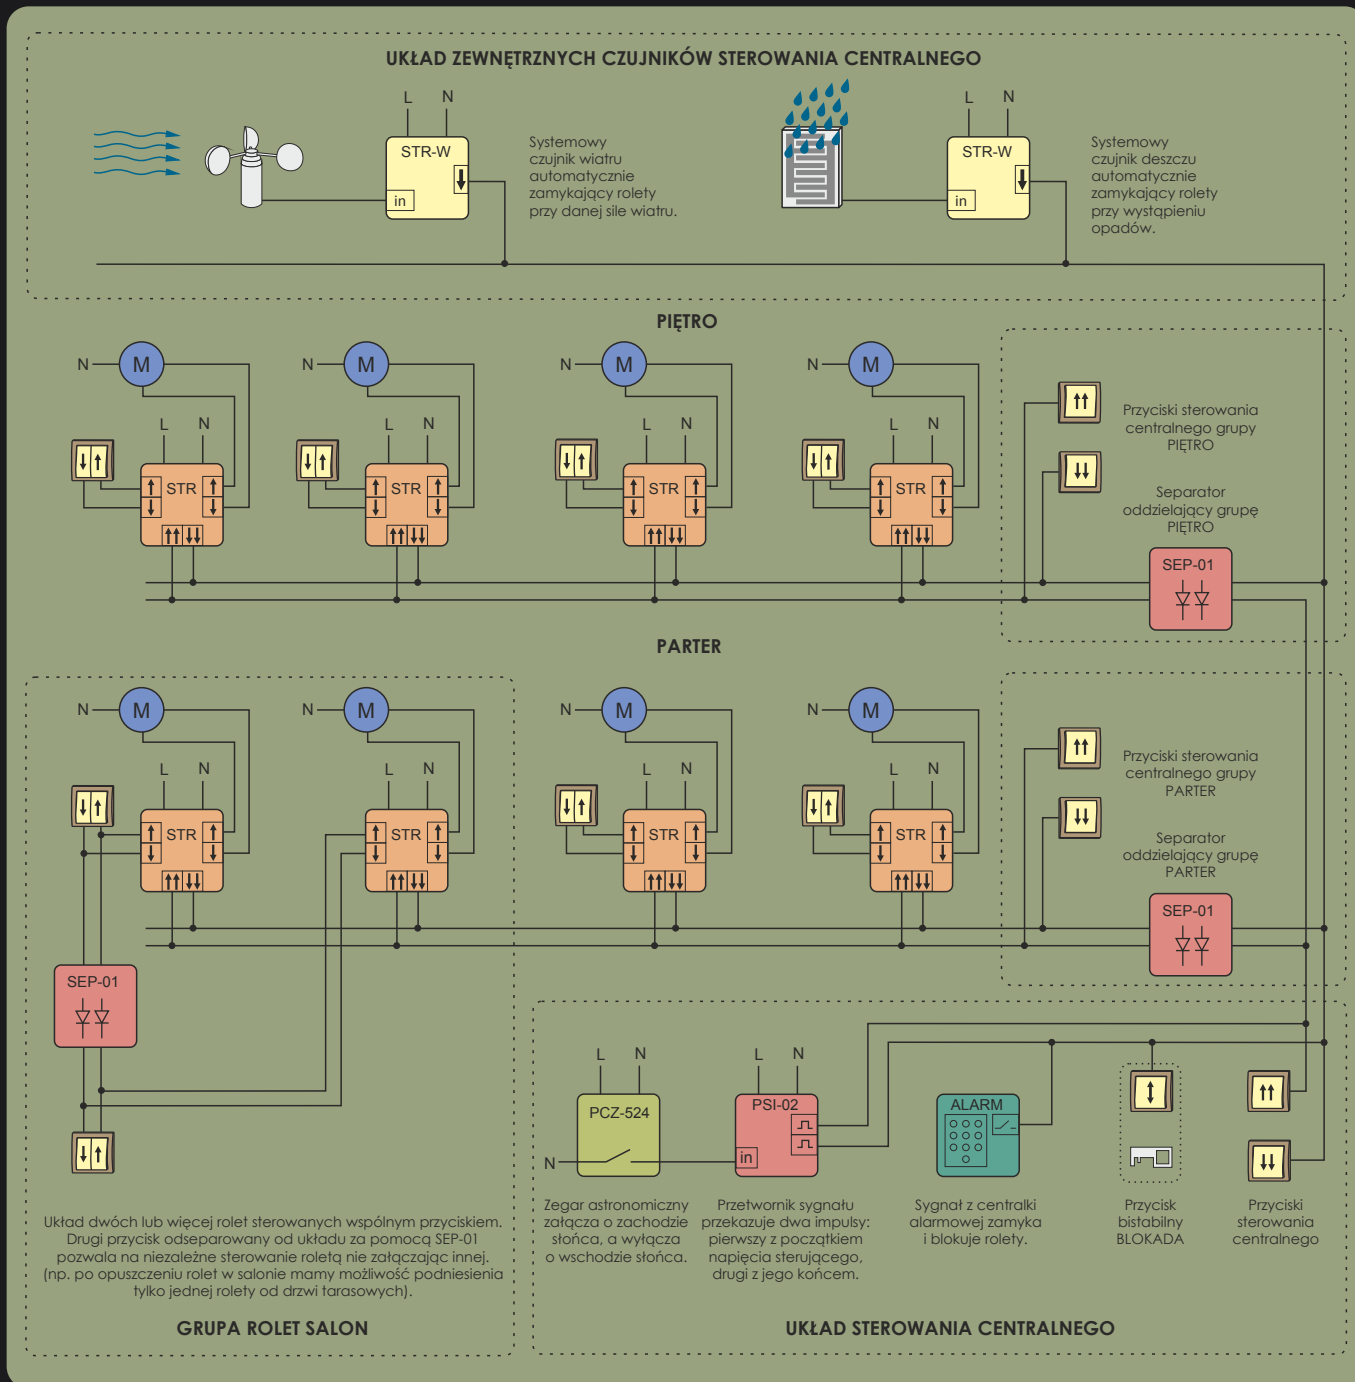 UKŁAD ZEWNĘTRZNYCH CZUJNIKÓW STEROWANIA CENTRALNEGO
L N
STR-W
in
Systemowy
czujnik wiatru
automatycznie
zamykający rolety
przy danej sile wiatru.
L N
STR-W
in
Systemowy
czujnik deszczu
automatycznie
zamykający rolety
przy wystąpieniu
opadów.
PIĘTRO
N M
L N
STR
N M
L N
STR
N M
L N
STR
N M
L N
STR
Przyciski sterowania
centralnego grupy
PIĘTRO
Separator
oddzielający grupę
PIĘTRO
SEP-01
PARTER
N M
L N
STR
N M
L N
STR
N M
L N
STR
N M
L N
STR
Przyciski sterowania
centralnego grupy
PARTER
Separator
oddzielający grupę
PARTER
SEP-01
SEP-01
Układ dwóch lub więcej rolet sterowanych wspólnym przyciskiem.
Drugi przycisk odseparowany od układu za pomocą SEP-01
pozwala na niezależne sterowanie roletą nie załączając innej.
(np. po opuszczeniu rolet w salonie mamy możliwość podniesienia
tylko jednej rolety od drzwi tarasowych).
GRUPA ROLET SALON
L N
PCZ-524
N
Zegar astronomiczny
załącza o zachodzie
słońca, a wyłącza
o wschodzie słońca.
L N
PSI-02
in
Przetwornik sygnału
przekazuje dwa impulsy:
pierwszy z początkiem
napięcia sterującego,
drugi z jego końcem.
ALARM
Sygnał z centralki
alarmowej zamyka
i blokuje rolety.
Przycisk
bistabilny
BLOKADA
Przyciski
sterowania
centralnego
UKŁAD STEROWANIA CENTRALNEGO